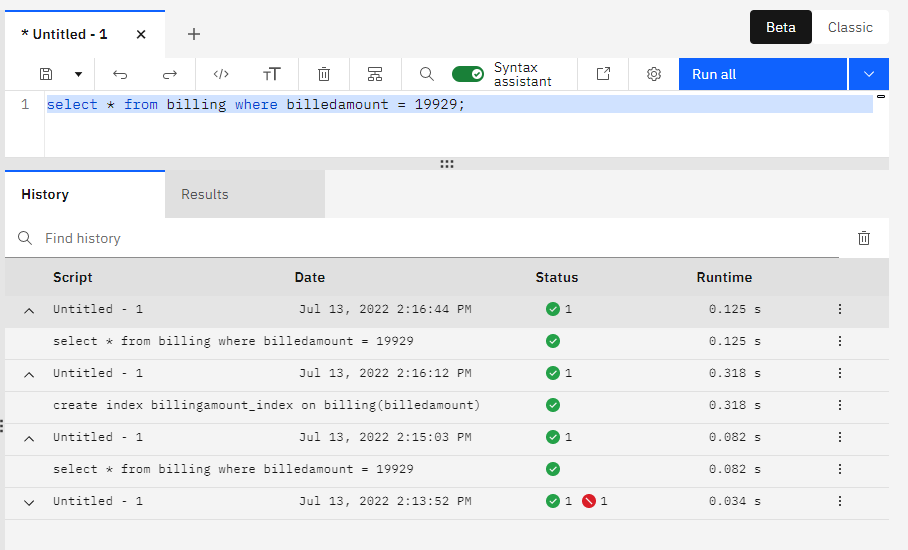 * Untitled - 1
Beta
Classic
Syntax assistant
Run all
1
select * from billing where billedamount = 19929;
History
Results
Find history
Script Date Status Runtime
Untitled - 1 Jul 13, 2022 2:16:44 PM 1 0.125 s
select * from billing where billedamount = 19929 0.125 s
Untitled - 1 Jul 13, 2022 2:16:12 PM 1 0.318 s
create index billingamount_index on billing(billedamount) 0.318 s
Untitled - 1 Jul 13, 2022 2:15:03 PM 1 0.082 s
select * from billing where billedamount = 19929 0.082 s
Untitled - 1 Jul 13, 2022 2:13:52 PM 1 1 0.034 s